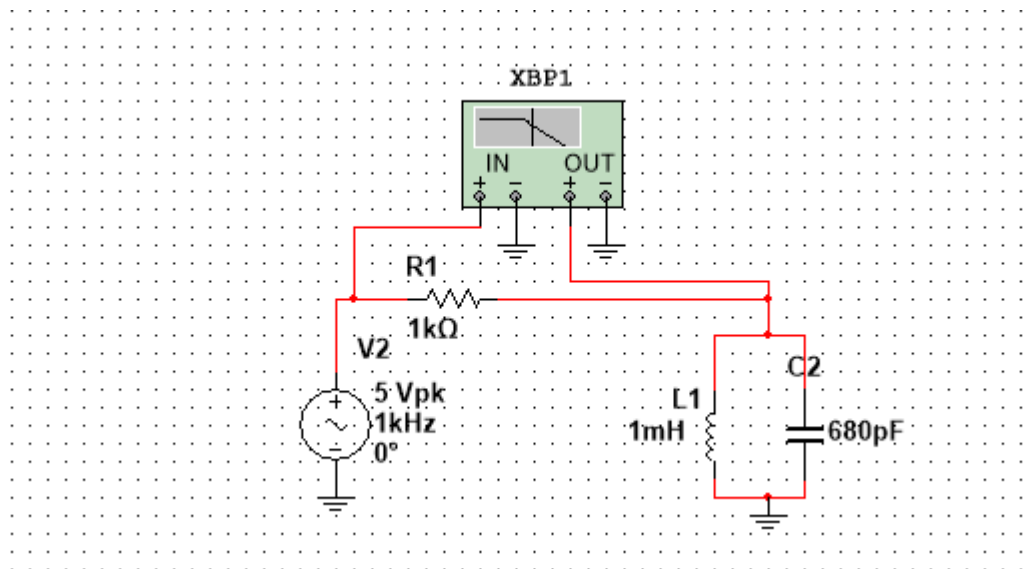 XBP1
IN OUT
+ − + −
R1
1kΩ
V2
5 Vpk
1kHz
0°
+
−
L1
1mH
C2
680pF